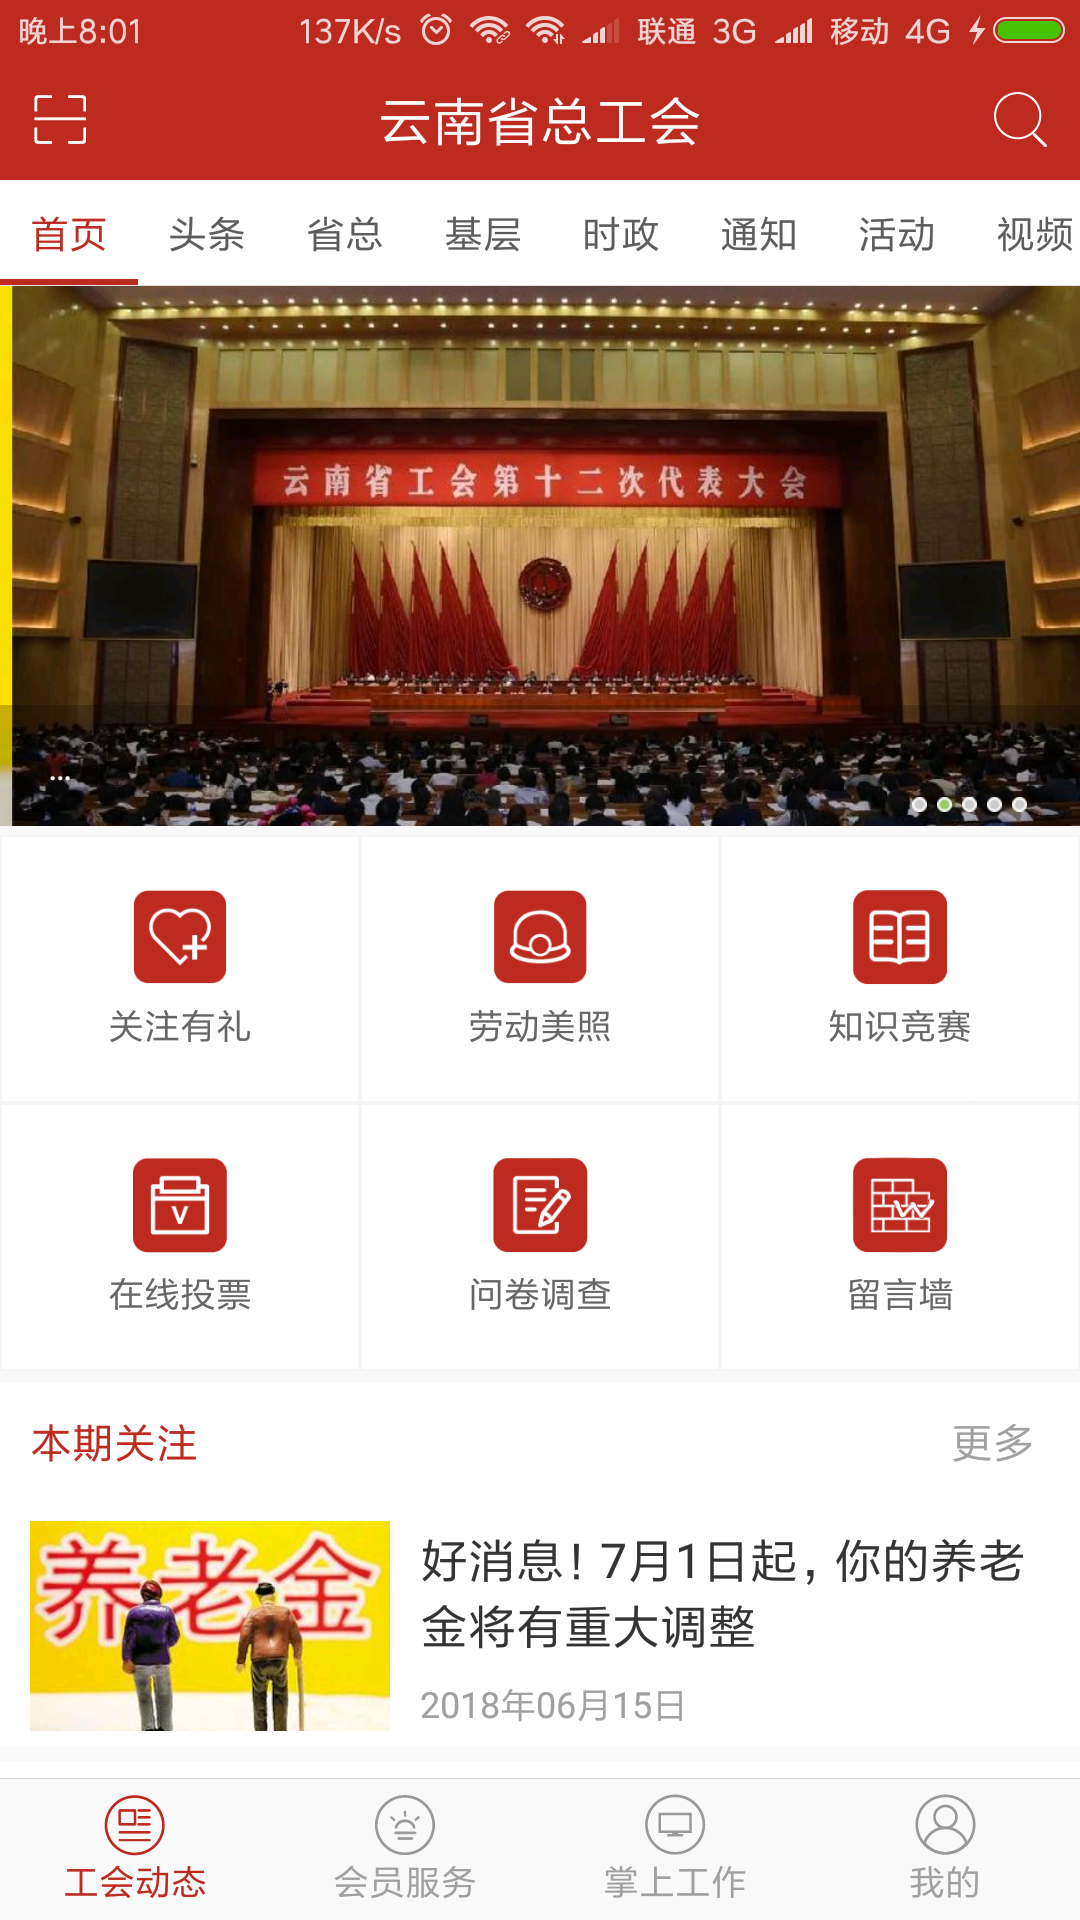 晚上8:01 137K/s 联通 3G 移动 4G
云南省总工会
首页 头条 省总 基层 时政 通知 活动 视频
云南省工会第十二次代表大会
...
关注有礼 劳动美照 知识竞赛
V
在线投票 问卷调查 留言墙
本期关注 更多
养老金
好消息！7月1日起，你的养老
金将有重大调整
2018年06月15日
工会动态 会员服务 掌上工作 我的